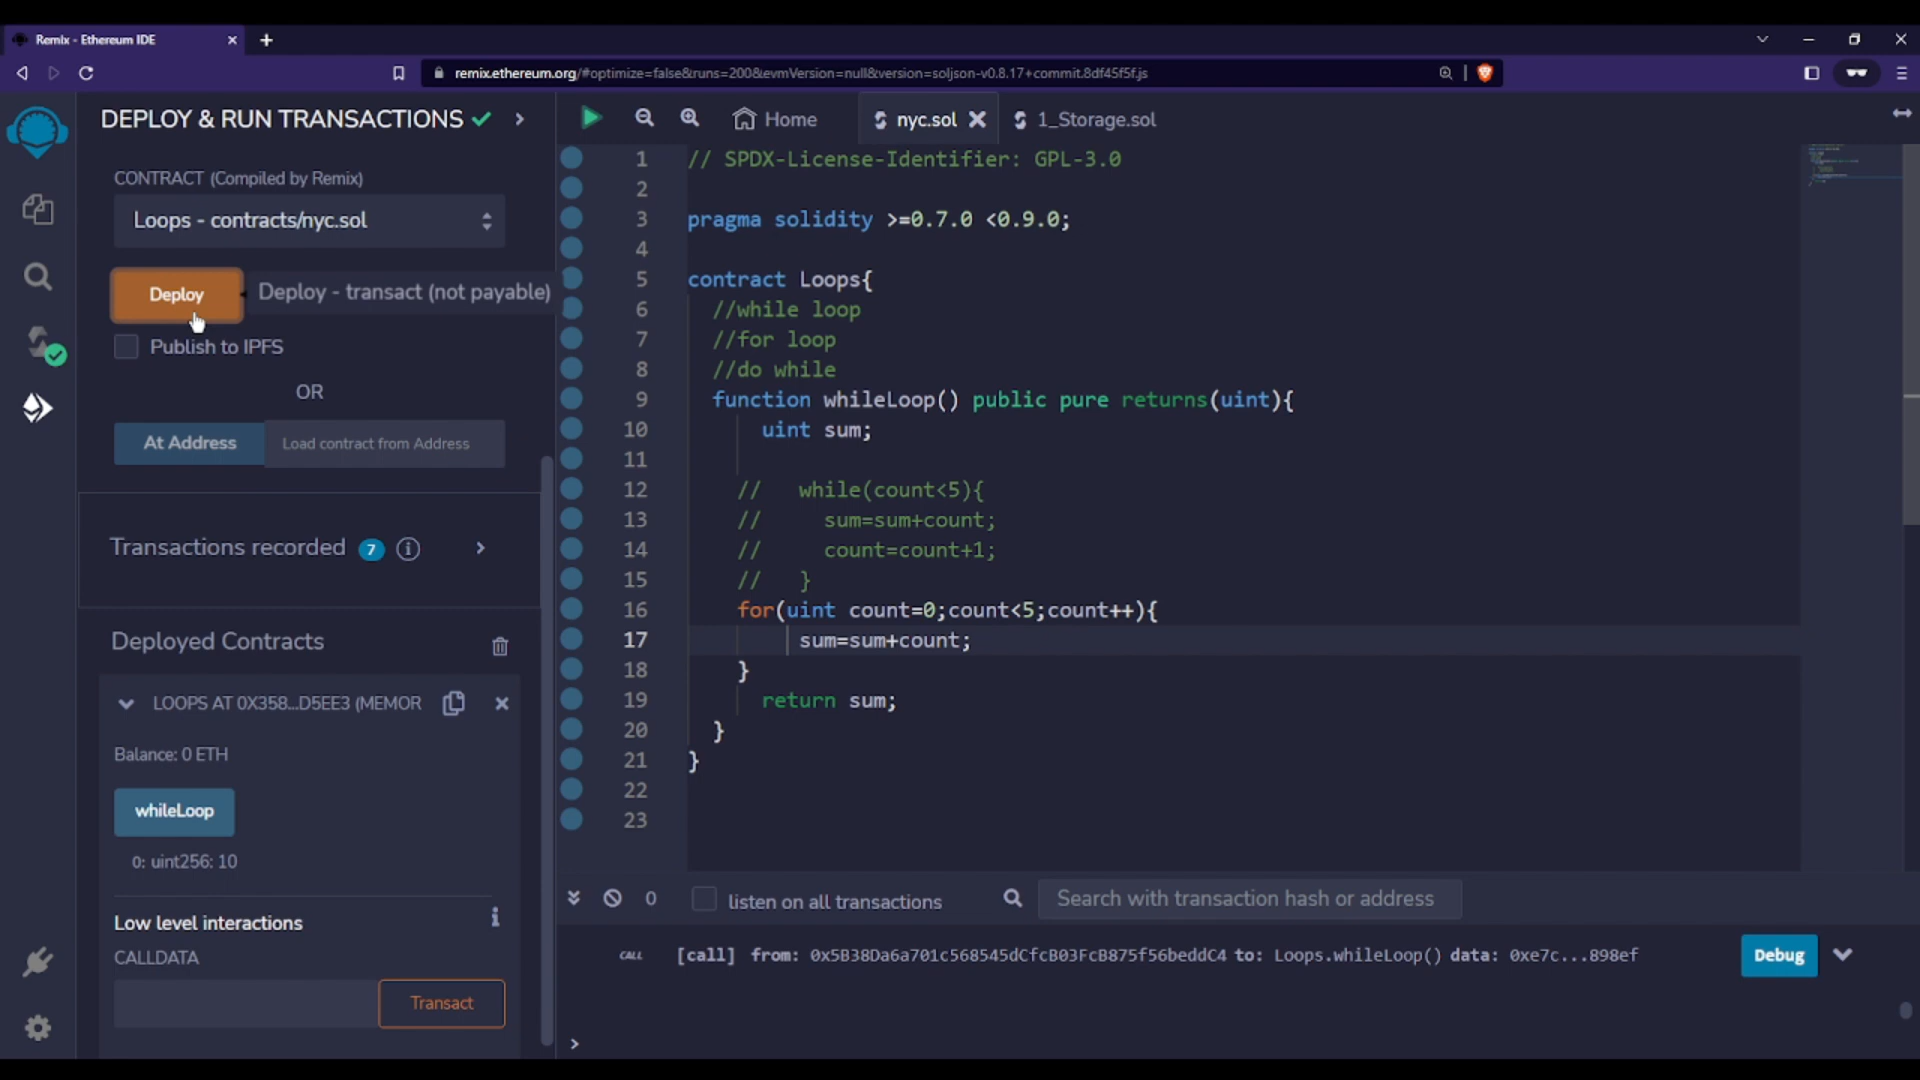 Remix - Ethereum IDE
remix.ethereum.org/#optimize=false&runs=200&evmVersion=null&version=soljson-v0.8.17+commit.8df45f5f.js
DEPLOY & RUN TRANSACTIONS
CONTRACT (Compiled by Remix)
Loops - contracts/nyc.sol
Deploy
Deploy - transact (not payable)
Publish to IPFS
OR
At Address
Load contract from Address
Transactions recorded 7
Deployed Contracts
LOOPS AT 0X358...D5EE3 (MEMOR
Balance: 0 ETH
whileLoop
0: uint256: 10
Low level interactions
CALLDATA
Transact
Home
nyc.sol
1_Storage.sol
1 // SPDX-License-Identifier: GPL-3.0
2
3 pragma solidity >=0.7.0 <0.9.0;
4
5 contract Loops{
6 //while loop
7 //for loop
8 //do while
9 function whileLoop() public pure returns(uint){
10 uint sum;
11
12 // while(count<5){
13 // sum=sum+count;
14 // count=count+1;
15 // }
16 for(uint count=0;count<5;count++){
17 sum=sum+count;
18 }
19 return sum;
20 }
21 }
22
23
0
listen on all transactions
Search with transaction hash or address
CALL [call] from: 0x5B38Da6a701c568545dCfcB03FcB875f56beddC4 to: Loops.whileLoop() data: 0xe7c...898ef
Debug
>